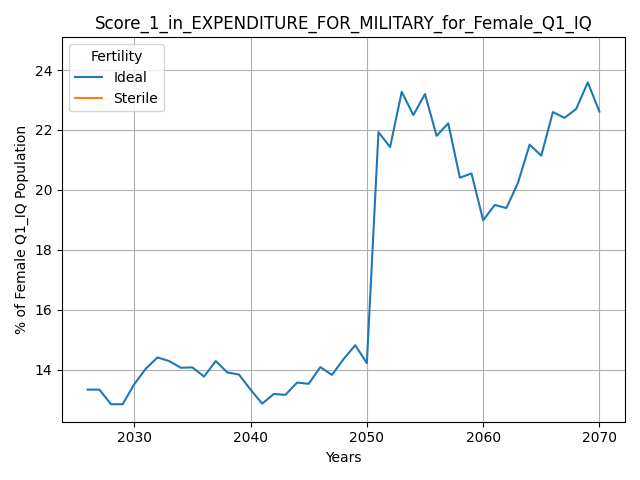 Score_1_in_EXPENDITURE_FOR_MILITARY_for_Female_Q1_IQ
Fertility
Ideal
Sterile
% of Female Q1_IQ Population
24
22
20
18
16
14
2030 2040 2050 2060 2070
Years